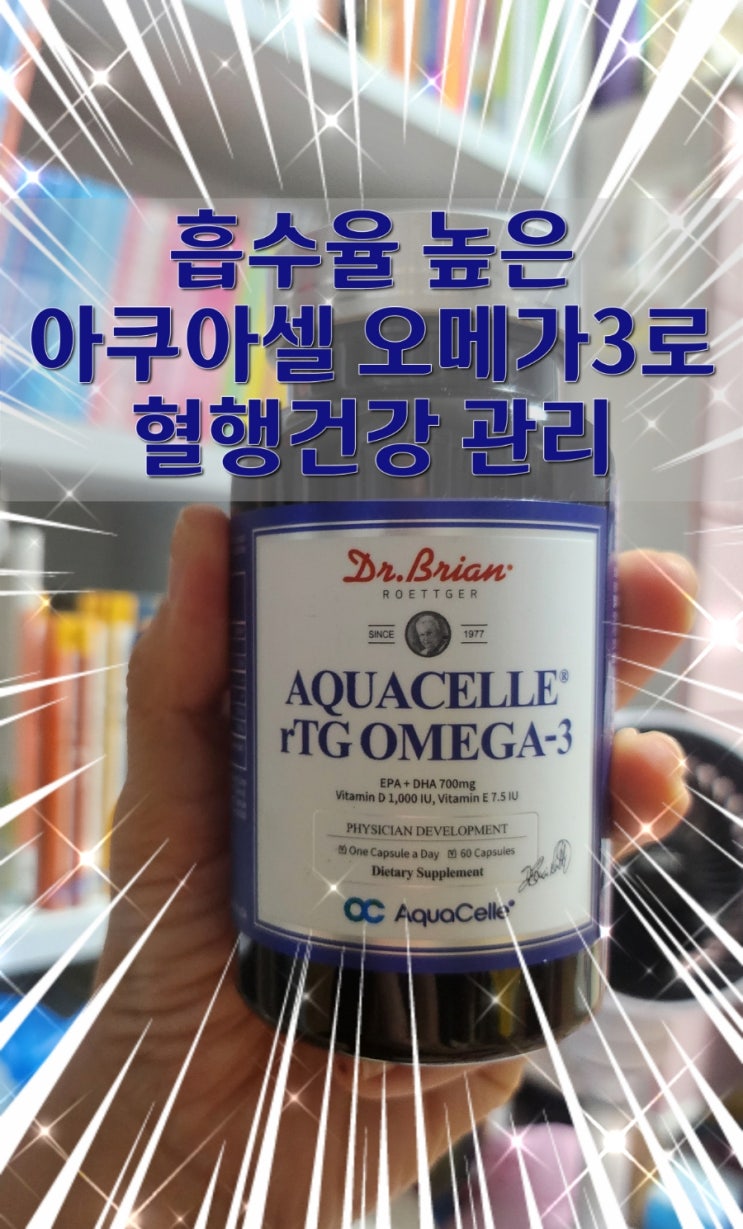 흡수율 높은
아쿠아셀 오메가3로
혈행건강 관리
Dr.Brian
ROETTGER
SINCE 1977
AQUACELLE®
rTG OMEGA-3
EPA + DHA 700mg
Vitamin D 1,000 IU, Vitamin E 7.5 IU
PHYSICIAN DEVELOPMENT
☑ One Capsule a Day ☑ 60 Capsules
Dietary Supplement
AquaCelle®